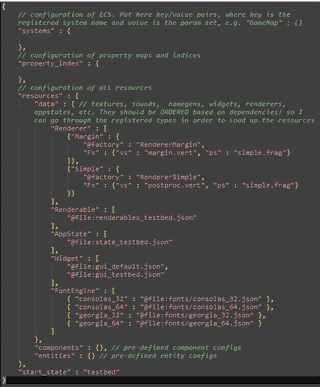 {
// configuration of ECS. Put here key/value pairs, where key is the
registered system name and value is the param set, e.g. "GameMap" : {}
"systems" : {
},
// configuration of property maps and indices
"property_index" : {
},
// configuration of all resources
"resources" : {
"data" : { // textures, sounds, namegens, widgets, renderers,
appstates, etc. They should be ORDERED based on dependencies! so I
can go through the registered types in order to load up the resources
"Renderer" : [
{"Margin" : {
"@factory" : "RendererMargin",
"fx" : {"vs" : "margin.vert", "ps" : "simple.frag"}
}},
{"Simple" : {
"@factory" : "RendererSimple",
"fx" : {"vs" : "postproc.vert", "ps" : "simple.frag"}
}}
],
"Renderable" : [
"@file:renderables_testbed.json"
],
"AppState" : [
"@file:state_testbed.json"
],
"Widget" : [
"@file:gui_default.json",
"@file:gui_testbed.json"
],
"FontEngine" : [
{ "consolas_32" : "@file:fonts/consolas_32.json" },
{ "consolas_64" : "@file:fonts/consolas_64.json" },
{ "georgia_32" : "@file:fonts/georgia_32.json" },
{ "georgia_64" : "@file:fonts/georgia_64.json" }
]
},
"components" : {}, // pre-defined component configs
"entities" : {} // pre-defined entity configs
},
"start_state" : "testbed"
}